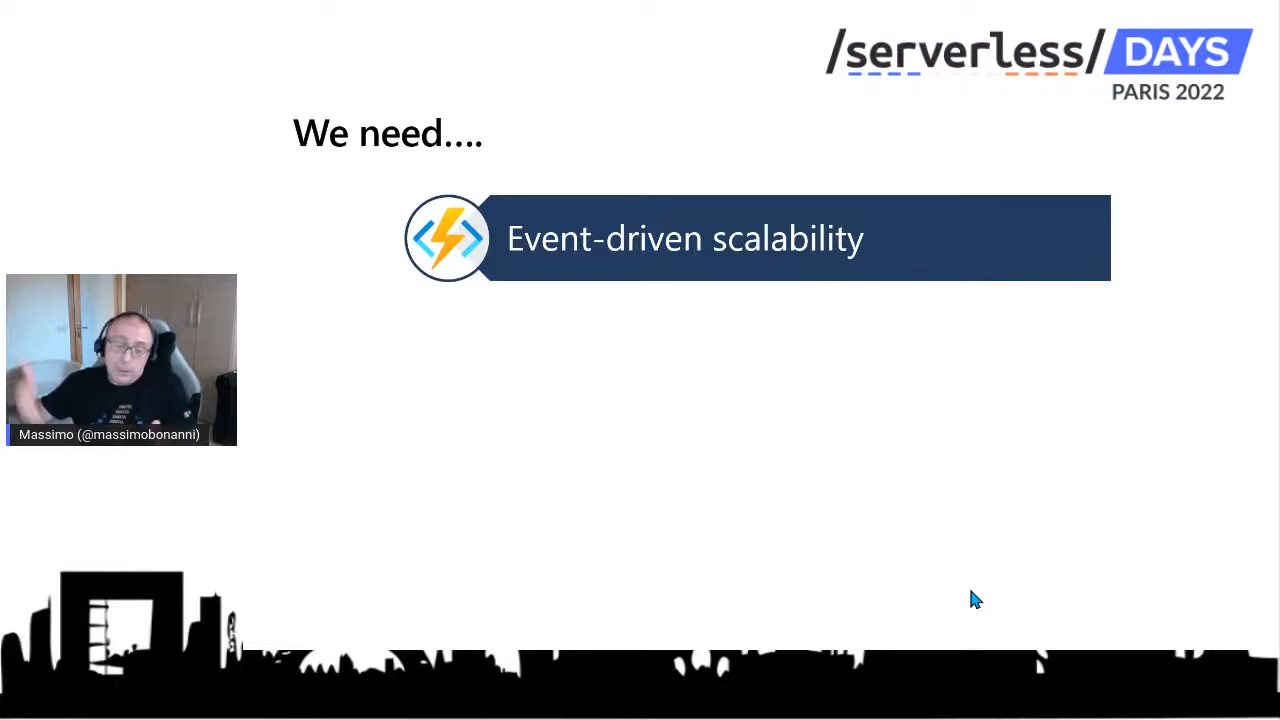 /serverless/ DAYS
PARIS 2022
We need....
Event-driven scalability
Massimo (@massimobonanni)